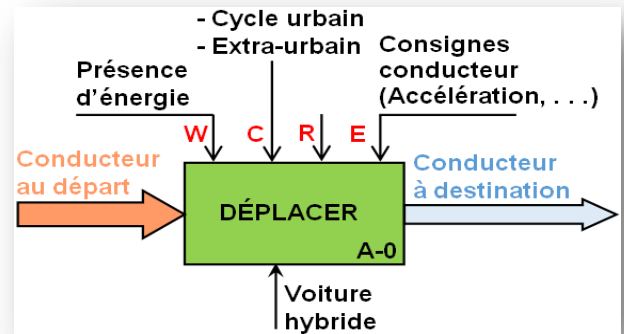 - Cycle urbain
- Extra-urbain
Présence
d’énergie
Consignes
conducteur
(Accélération, . . .)
W
C
R
E
Conducteur
au départ
DÉPLACER
A-0
Conducteur
à destination
Voiture
hybride